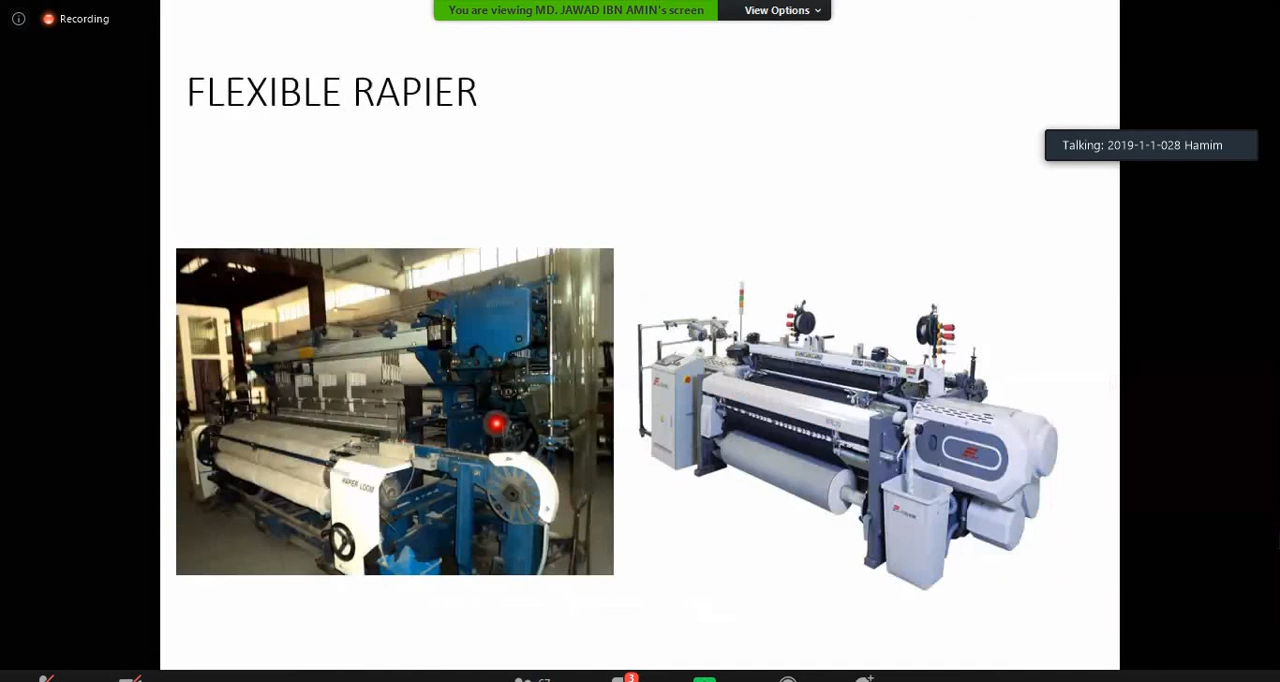 Recording
You are viewing MD. JAWAD IBN AMIN's screen
View Options
FLEXIBLE RAPIER
Talking: 2019-1-1-028 Hamim
RAPIER LOOM
3